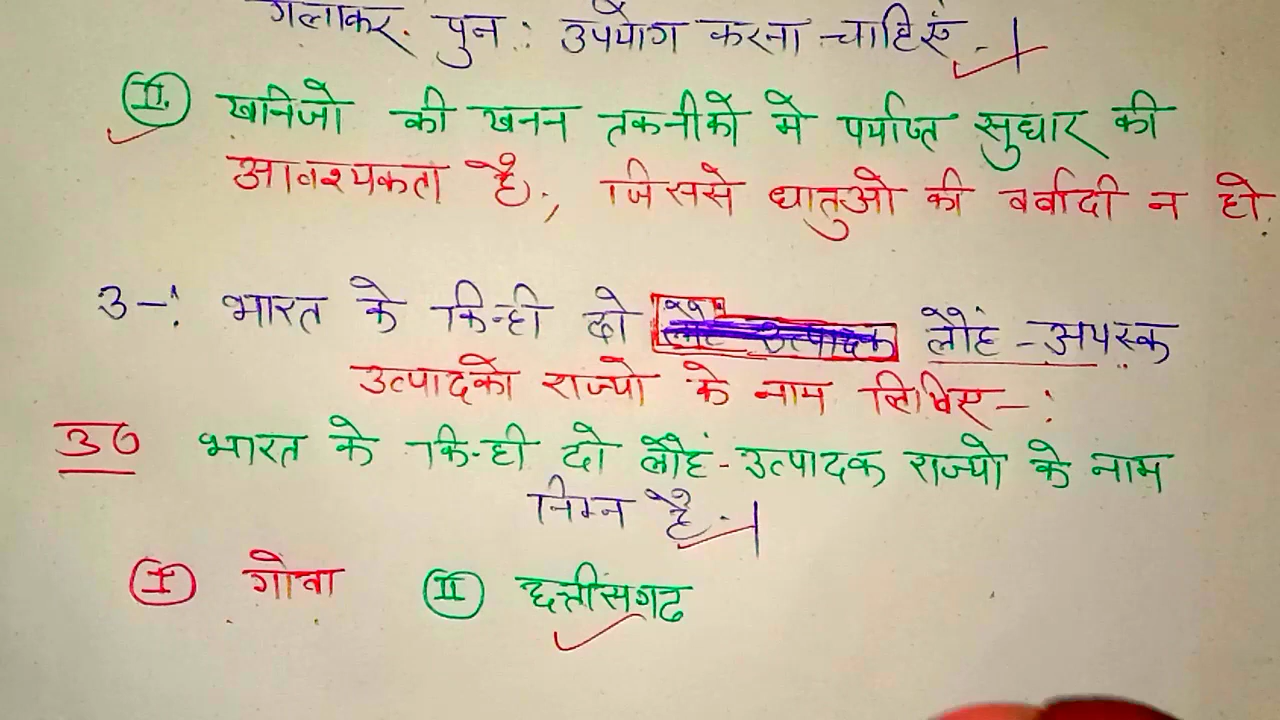 गलाकर. पुन: उपयोग करना चाहिएं -।
II. खनिजो की खनन तकनीको मे पर्याप्त सुधार की
आवश्यकता है., जिससे धातुओ की बर्बादी न हो.
3-: भारत के किन्ही दो लौहं-अयस्क
उत्पादको राज्यो के नाम लिखिए-:
उ० भारत के किन्ही दो लौहं-उत्पादक राज्यो के नाम
निम्न है -।
I गोवा II छत्तीसगढ